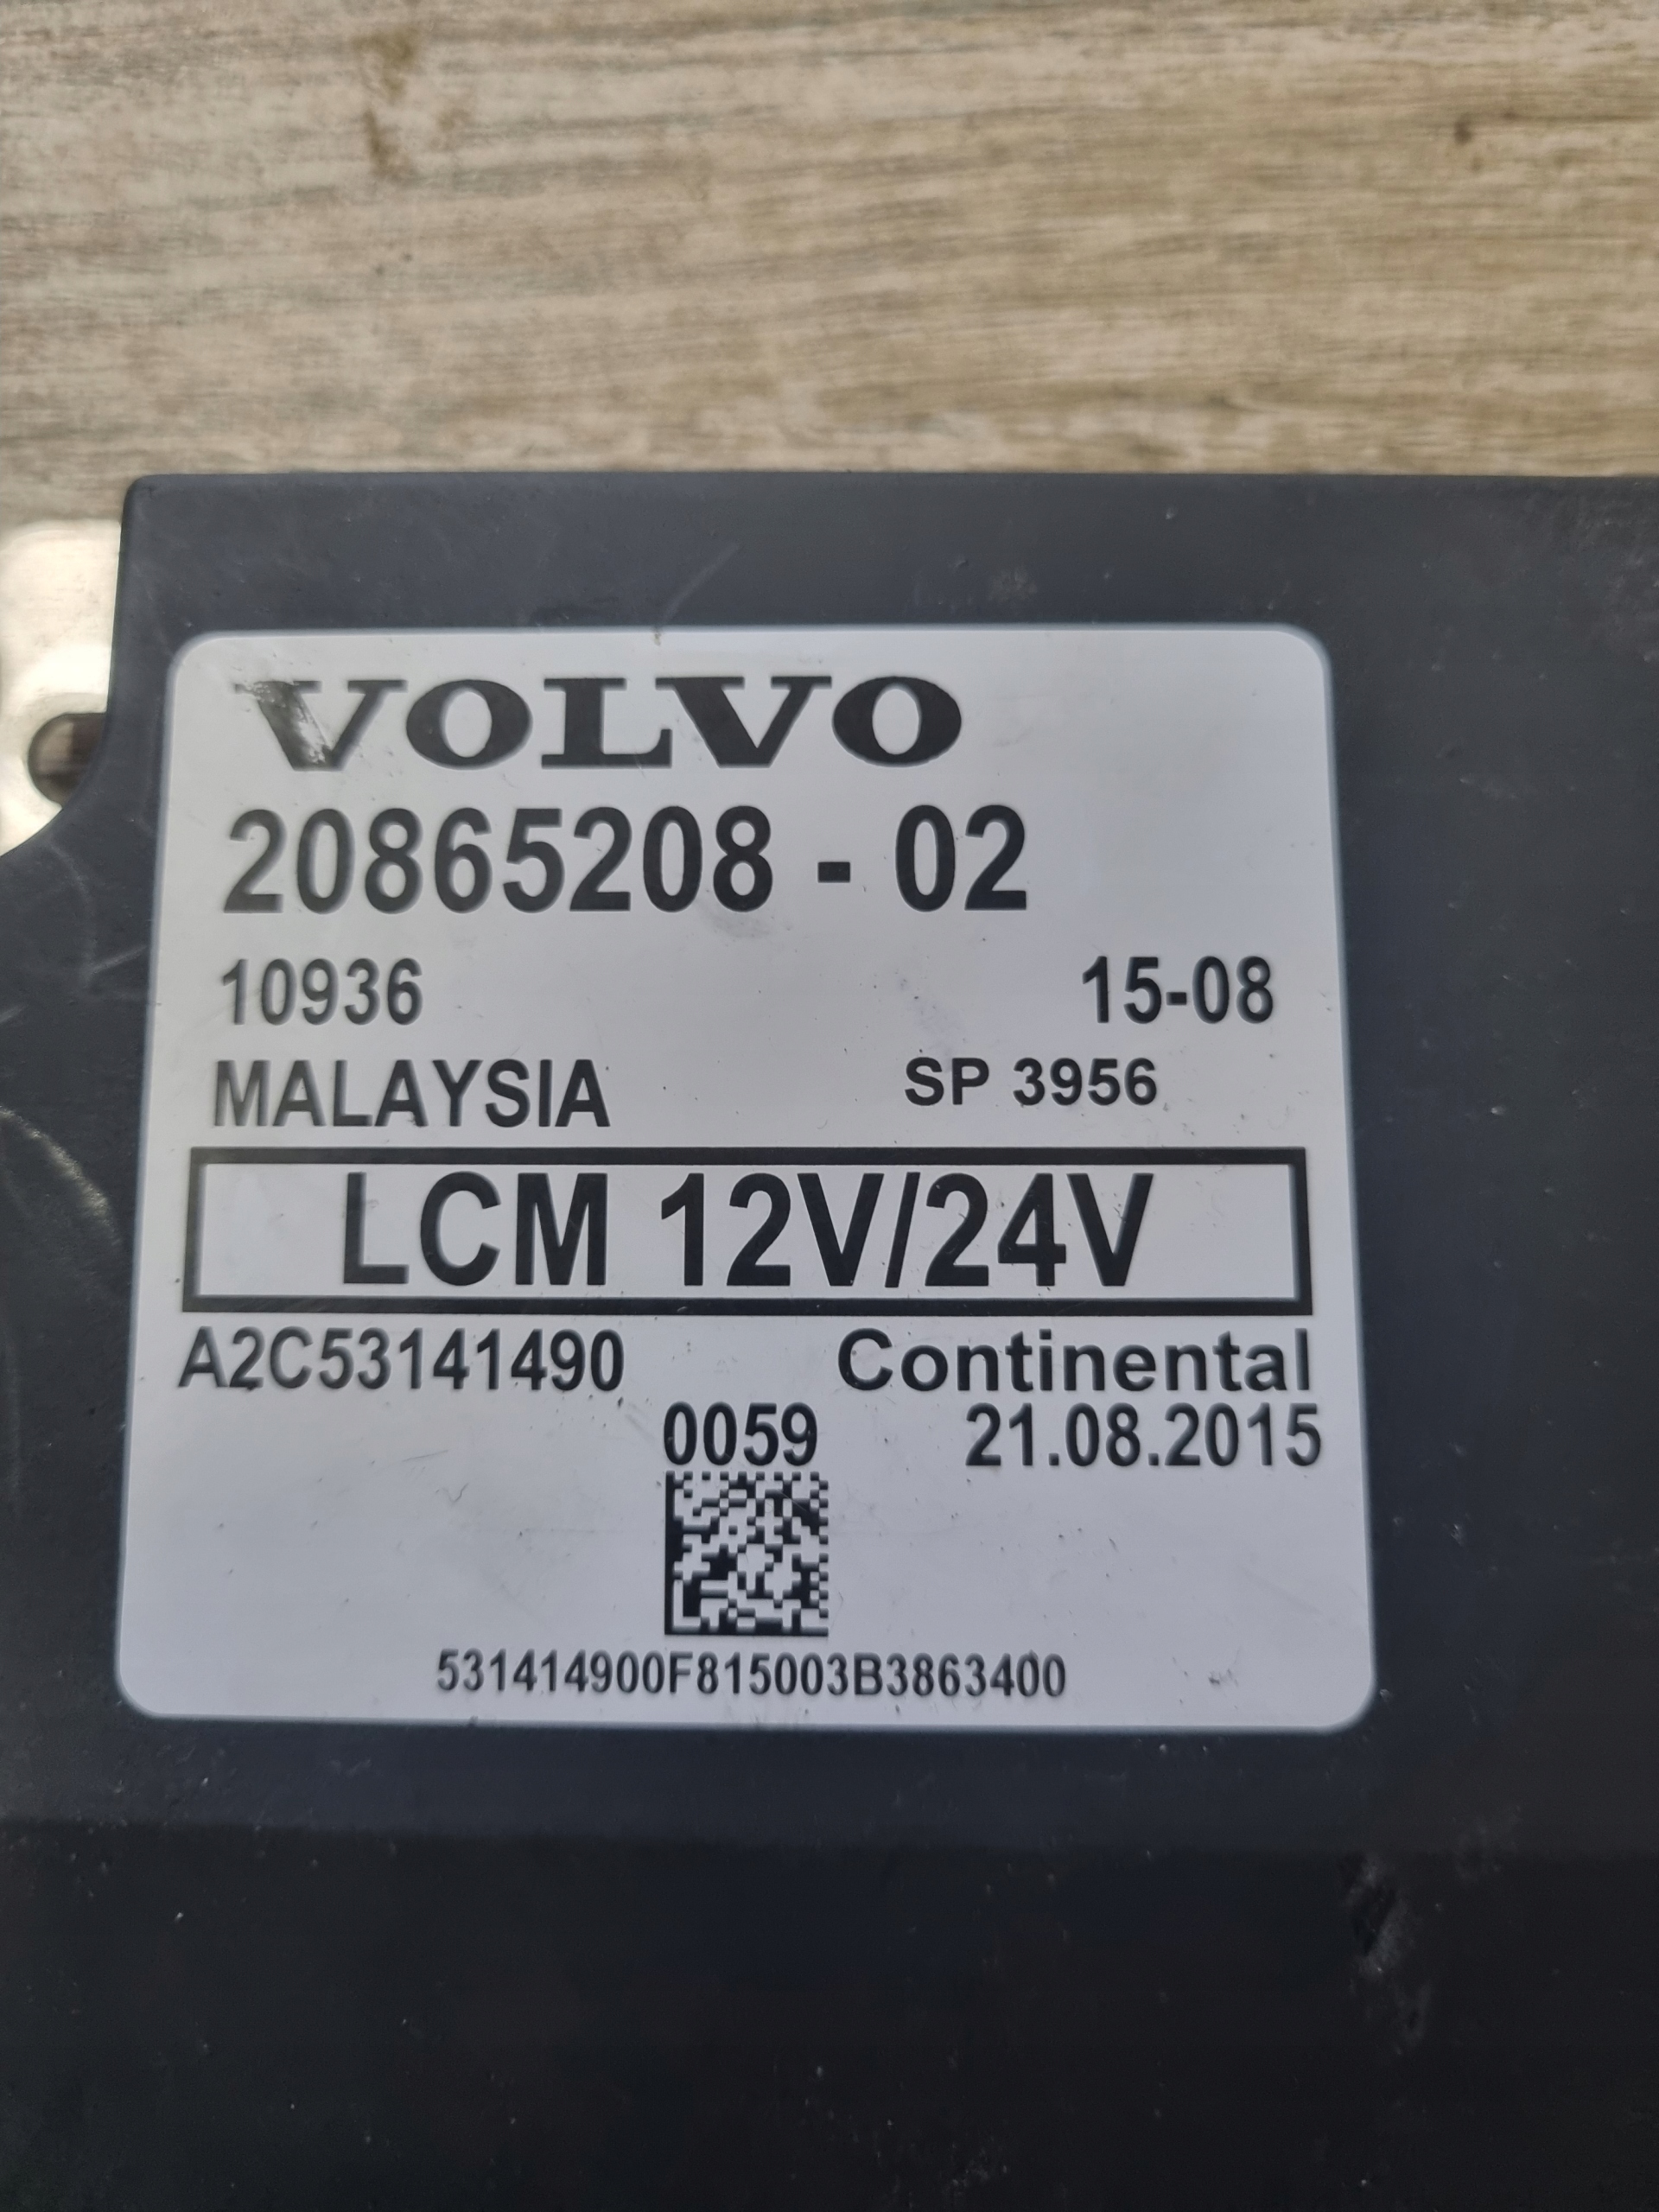 VOLVO
20865208 - 02
10936 15-08
MALAYSIA SP 3956
LCM 12V/24V
A2C53141490 Continental
0059 21.08.2015
531414900F815003B3863400